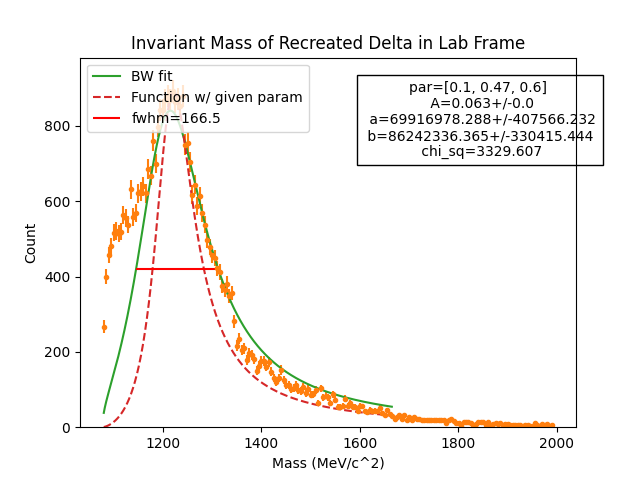 Invariant Mass of Recreated Delta in Lab Frame
BW fit
Function w/ given param
fwhm=166.5
par=[0.1, 0.47, 0.6]
A=0.063+/-0.0
a=69916978.288+/-407566.232
b=86242336.365+/-330415.444
chi_sq=3329.607
Count
800
600
400
200
0
1200
1400
1600
1800
2000
Mass (MeV/c^2)